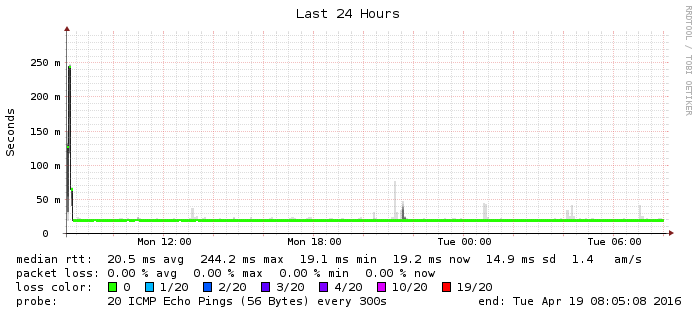 Last 24 Hours
RRDTOOL / TOBI OETIKER
Seconds
250 m
200 m
150 m
100 m
50 m
0
Mon 12:00 Mon 18:00 Tue 00:00 Tue 06:00
median rtt: 20.5 ms avg 244.2 ms max 19.1 ms min 19.2 ms now 14.9 ms sd 1.4 am/s
packet loss: 0.00 % avg 0.00 % max 0.00 % min 0.00 % now
loss color: 0 1/20 2/20 3/20 4/20 10/20 19/20
probe: 20 ICMP Echo Pings (56 Bytes) every 300s end: Tue Apr 19 08:05:08 2016